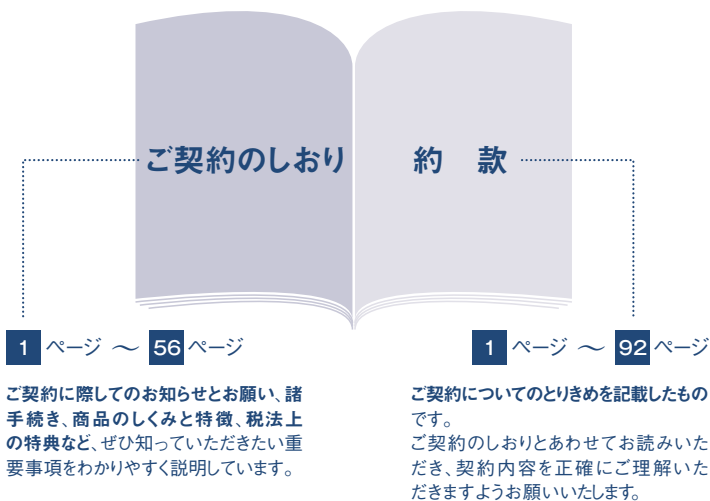 ご契約のしおり
約　款
1 ページ ～ 56 ページ
ご契約に際してのお知らせとお願い、諸
手続き、商品のしくみと特徴、税法上
の特典など、ぜひ知っていただきたい重
要事項をわかりやすく説明しています。
1 ページ ～ 92 ページ
ご契約についてのとりきめを記載したもの
です。
ご契約のしおりとあわせてお読みいた
だき、契約内容を正確にご理解いた
だきますようお願いいたします。